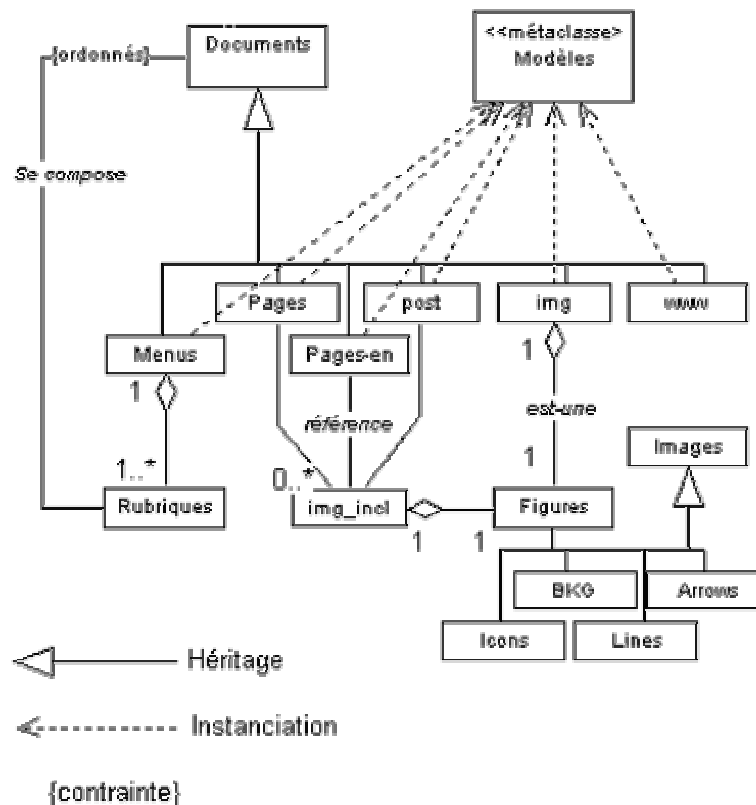 Documents
<<métaclasse>
Modèles
{ordonnés}
Se compose
Pages
post
img
www
Menus
Pages-en
1
1
est-une
référence
Images
1..*
0..*
1
Rubriques
img_incl
Figures
1
1
BKG
Arrows
Icons
Lines
Héritage
Instanciation
{contrainte}